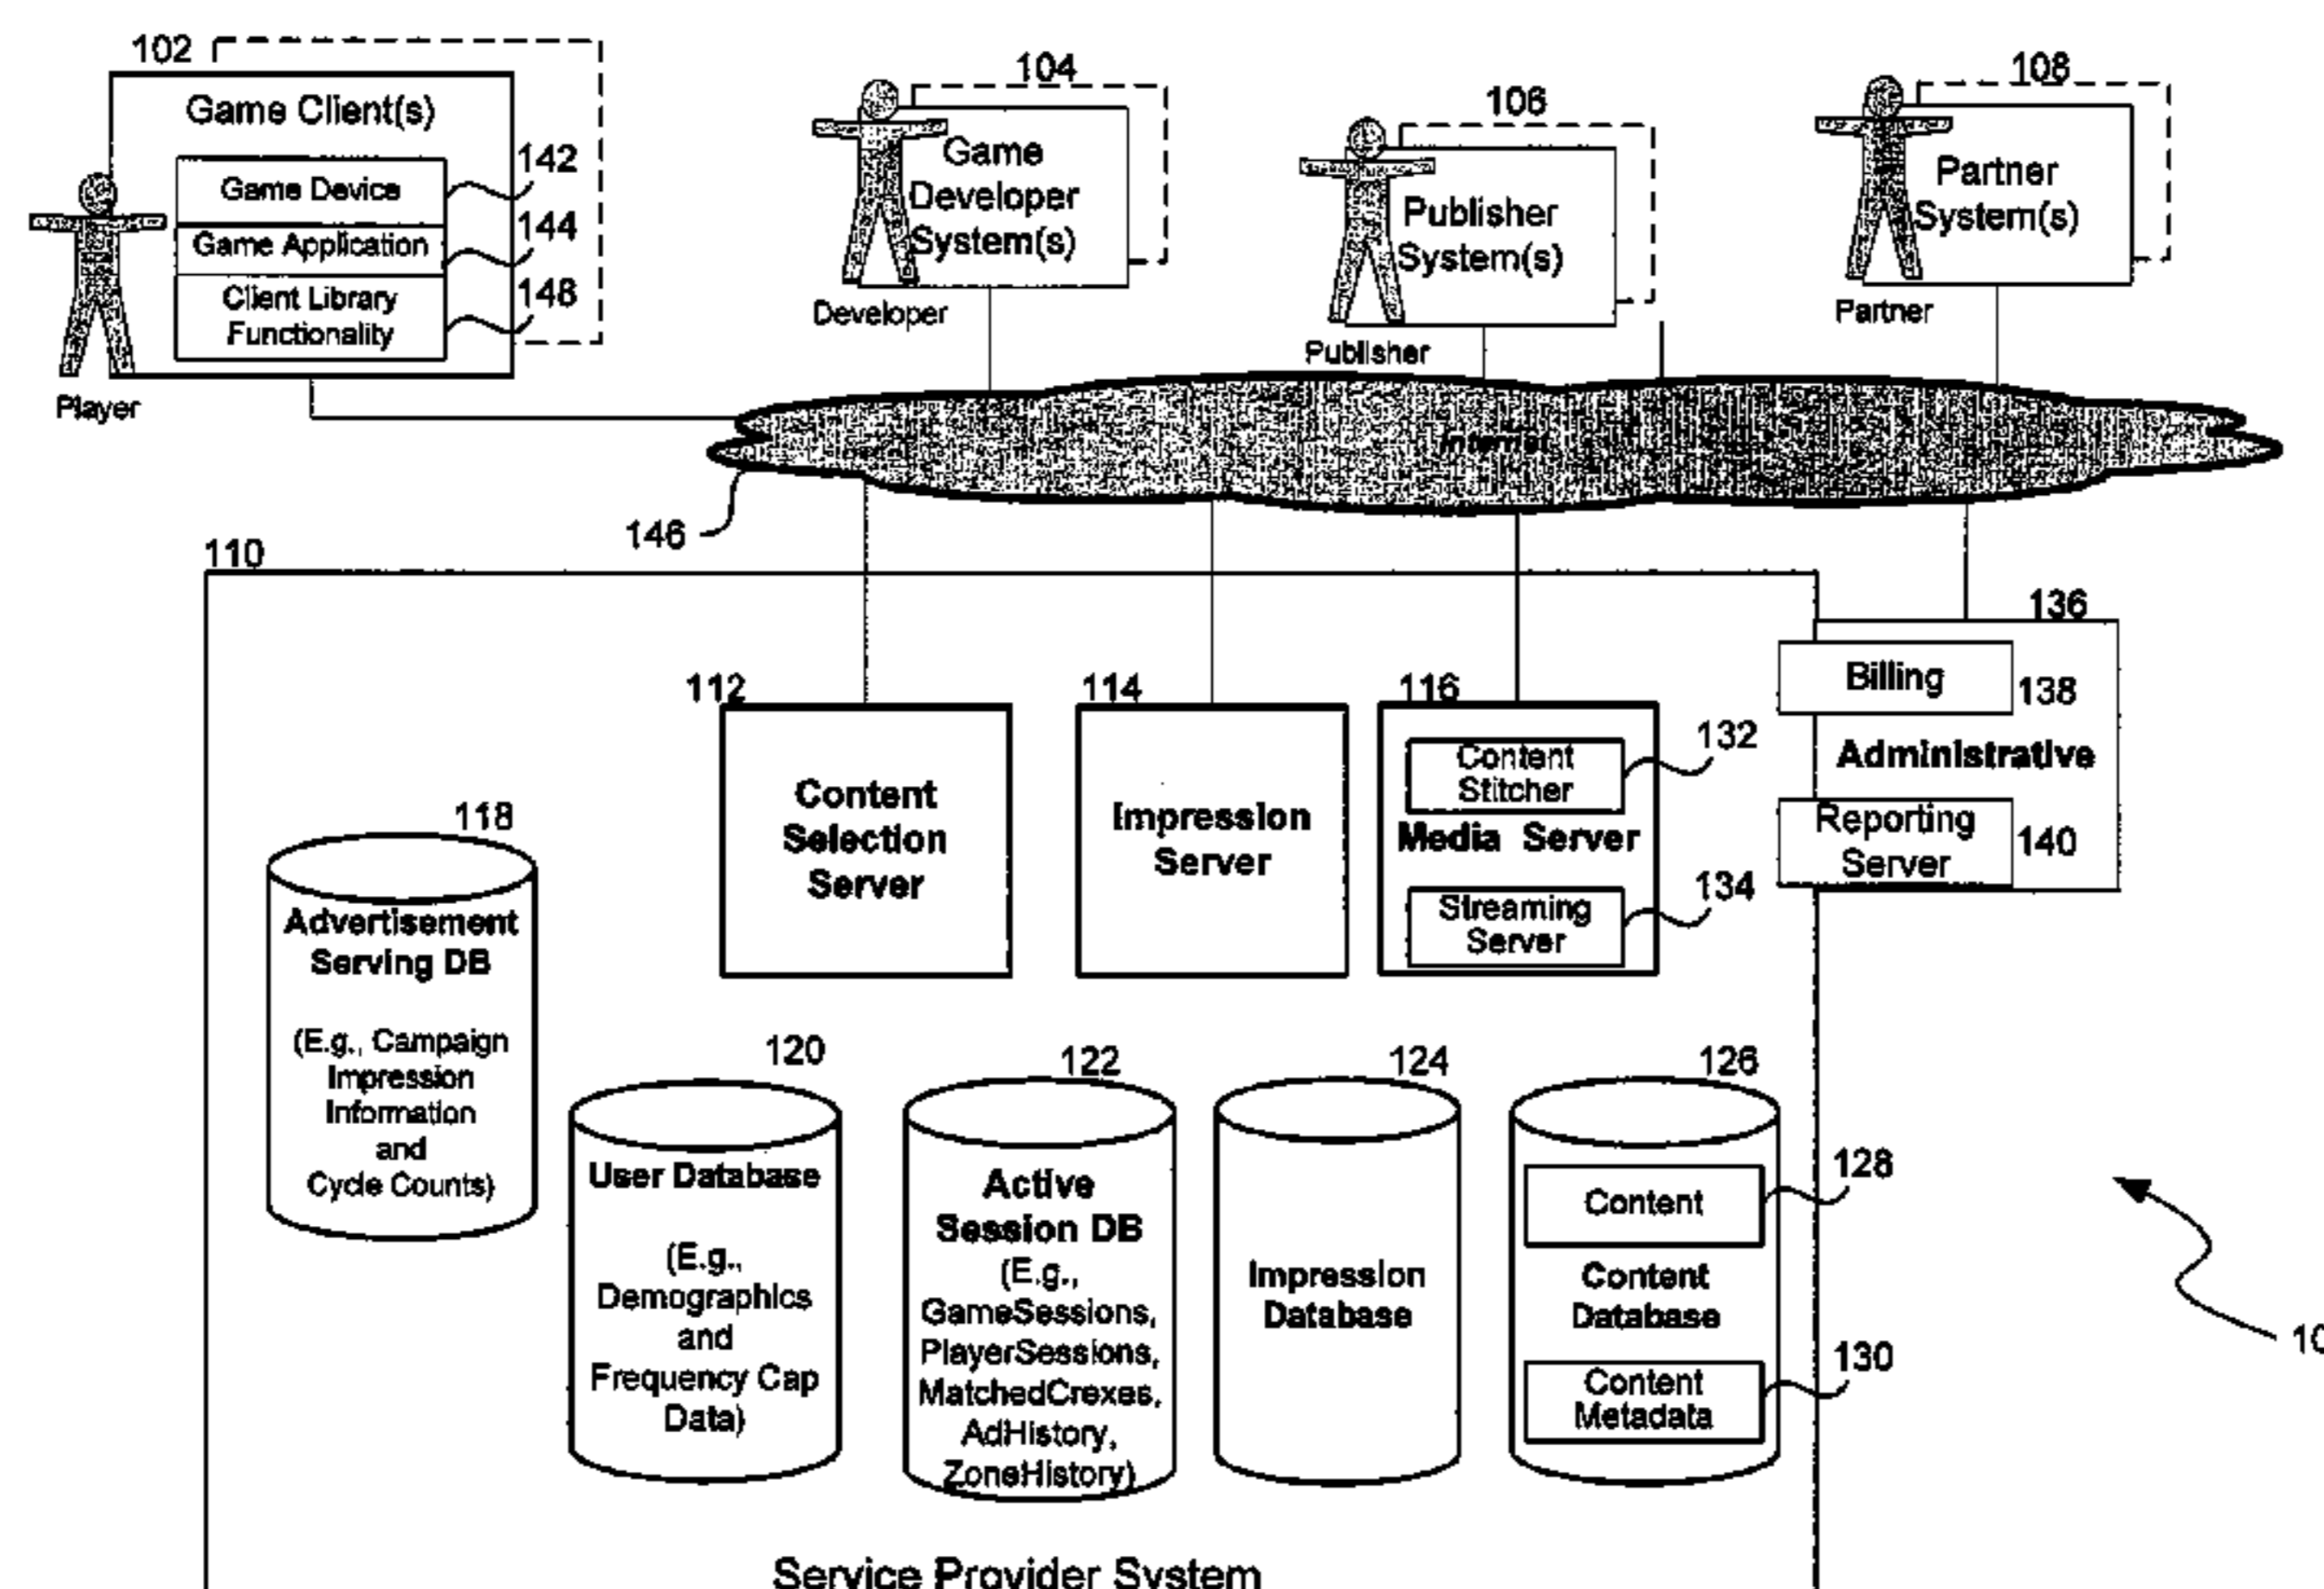 102
Game Client(s)
Game Device
142
Game Application
144
Client Library
Functionality
148
Player
104
Game
Developer
System(s)
Developer
106
Publisher
System(s)
Publisher
108
Partner
System(s)
Partner
Internet
146
110
112
Content
Selection
Server
114
Impression
Server
116
Content
Stitcher
132
Media Server
Streaming
Server
134
136
Billing
138
Administrative
Reporting
Server
140
118
Advertisement
Serving DB
(E.g., Campaign
Impression
Information
and
Cycle Counts)
120
User Database
(E.g.,
Demographics
and
Frequency Cap
Data)
122
Active
Session DB
(E.g.,
GameSessions,
PlayerSessions,
MatchedCrexes,
AdHistory,
ZoneHistory)
124
Impression
Database
126
Content
128
Content
Database
Content
Metadata
130
Service Provider System